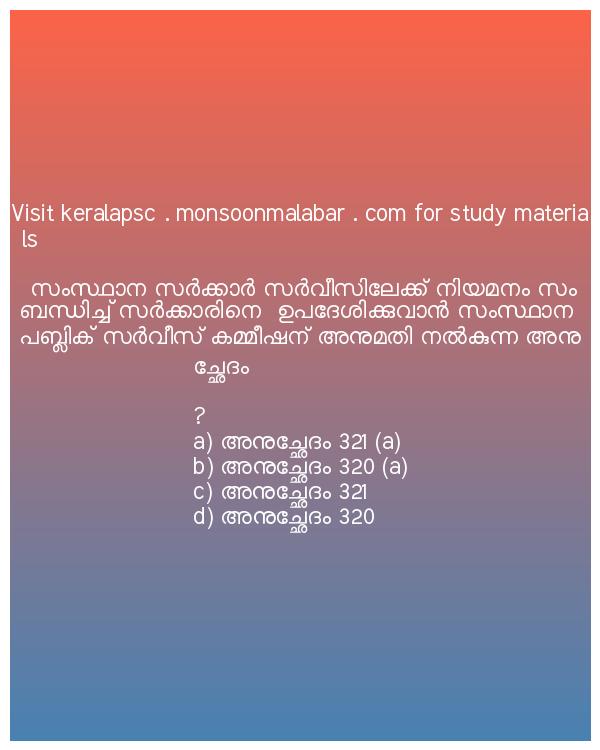 Visit keralapsc . monsoonmalabar . com for study materia
ls
സംസ്ഥാന സർക്കാർ സർവീസിലേക്ക് നിയമനം സം
ബന്ധിച്ച് സർക്കാരിനെ ഉപദേശിക്കുവാൻ സംസ്ഥാന
പബ്ലിക് സർവീസ് കമ്മീഷന് അനുമതി നൽകുന്ന അനു
ച്ഛേദം
?
a) അനുച്ഛേദം 321 (a)
b) അനുച്ഛേദം 320 (a)
c) അനുച്ഛേദം 321
d) അനുച്ഛേദം 320